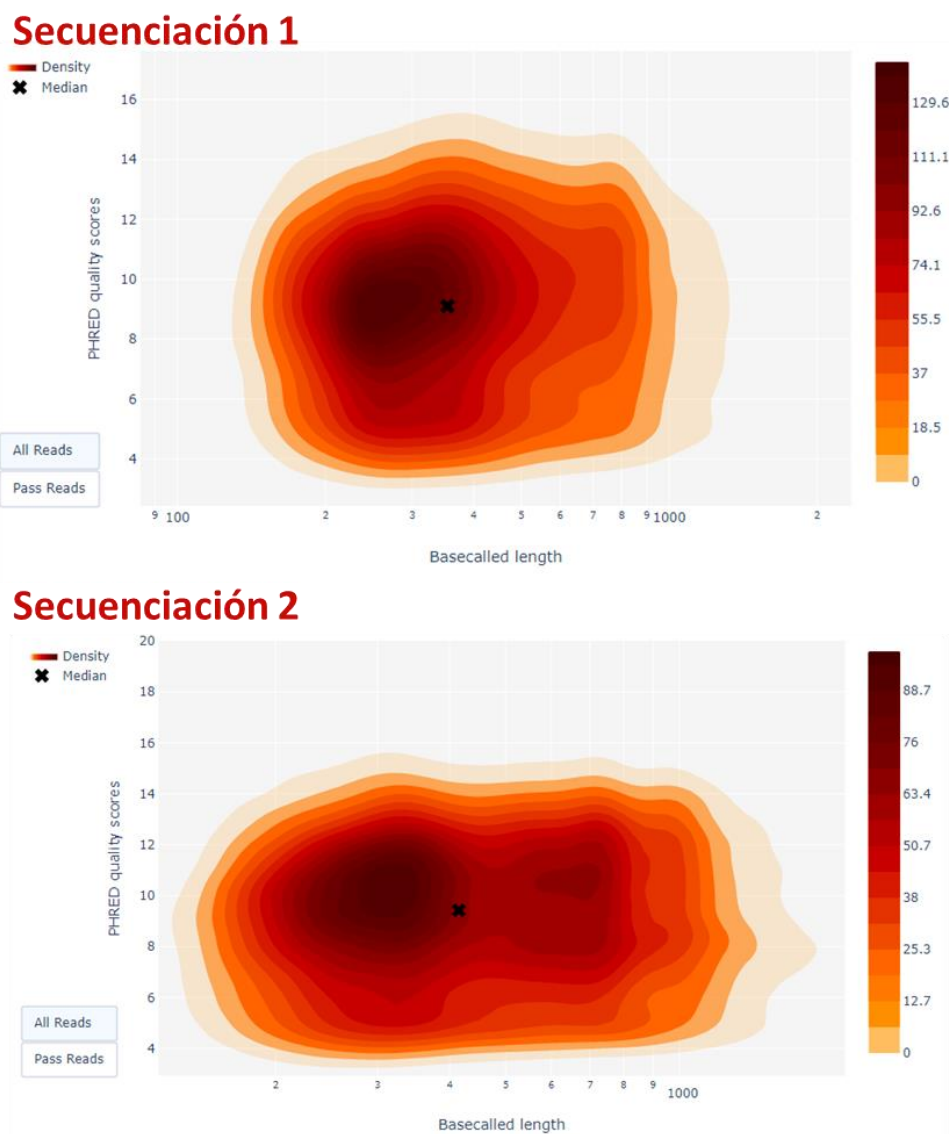 Secuenciación 1
Density
Median
16
14
12
10
8
6
4
PHRED quality scores
All Reads
Pass Reads
9 100 2 3 4 5 6 7 8 9 1000 2
Basecalled length
129.6
111.1
92.6
74.1
55.5
37
18.5
0
Secuenciación 2
Density
Median
20
18
16
14
12
10
8
6
4
PHRED quality scores
All Reads
Pass Reads
2 3 4 5 6 7 8 9 1000
Basecalled length
88.7
76
63.4
50.7
38
25.3
12.7
0